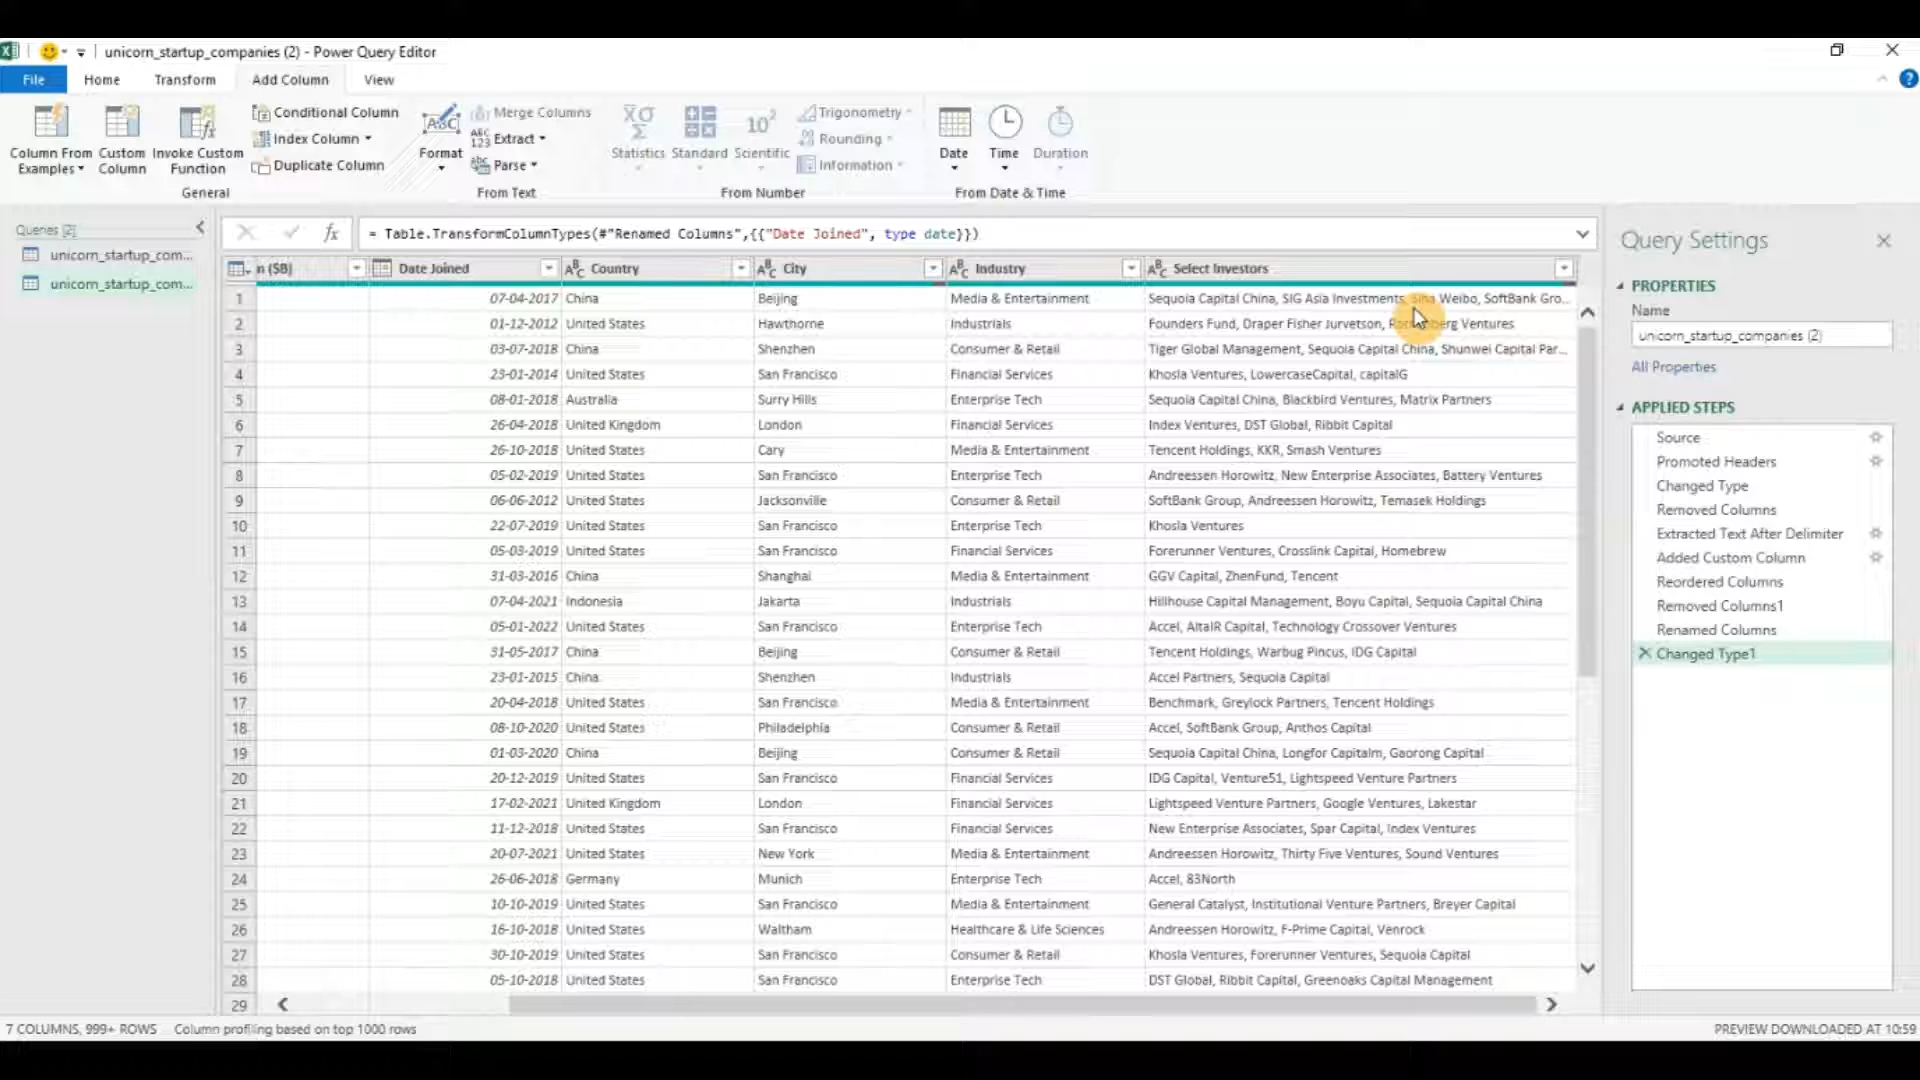 unicorn_startup_companies (2) - Power Query Editor
File Home Transform Add Column View
Column From Examples
Custom Column
Invoke Custom Function
Conditional Column
Index Column
Duplicate Column
General
ABC
Format
Merge Columns
ABC 123 Extract
abc Parse
From Text
Statistics
Standard
10² Scientific
Trigonometry
Rounding
Information
From Number
Date
Time
Duration
From Date & Time
Queries [2]
unicorn_startup_com...
unicorn_startup_com...
fx = Table.TransformColumnTypes(#"Renamed Columns",{{"Date Joined", type date}})
n ($B) Date Joined Country City Industry Select Investors
1 07-04-2017 China Beijing Media & Entertainment Sequoia Capital China, SIG Asia Investments, Sina Weibo, SoftBank Gro...
2 01-12-2012 United States Hawthorne Industrials Founders Fund, Draper Fisher Jurvetson, Ventures
3 03-07-2018 China Shenzhen Consumer & Retail Tiger Global Management, Sequoia Capital China, Shunwei Capital Par...
4 23-01-2014 United States San Francisco Financial Services Khosla Ventures, LowercaseCapital, capitalG
5 08-01-2018 Australia Surry Hills Enterprise Tech Sequoia Capital China, Blackbird Ventures, Matrix Partners
6 26-04-2018 United Kingdom London Financial Services Index Ventures, DST Global, Ribbit Capital
7 26-10-2018 United States Cary Media & Entertainment Tencent Holdings, KKR, Smash Ventures
8 05-02-2019 United States San Francisco Enterprise Tech Andreessen Horowitz, New Enterprise Associates, Battery Ventures
9 06-06-2012 United States Jacksonville Consumer & Retail SoftBank Group, Andreessen Horowitz, Temasek Holdings
10 22-07-2019 United States San Francisco Enterprise Tech Khosla Ventures
11 05-03-2019 United States San Francisco Financial Services Forerunner Ventures, Crosslink Capital, Homebrew
12 31-03-2016 China Shanghai Media & Entertainment GGV Capital, ZhenFund, Tencent
13 07-04-2021 Indonesia Jakarta Industrials Hillhouse Capital Management, Boyu Capital, Sequoia Capital China
14 05-01-2022 United States San Francisco Enterprise Tech Accel, AltaIR Capital, Technology Crossover Ventures
15 31-05-2017 China Beijing Consumer & Retail Tencent Holdings, Warbug Pincus, IDG Capital
16 23-01-2015 China Shenzhen Industrials Accel Partners, Sequoia Capital
17 20-04-2018 United States San Francisco Media & Entertainment Benchmark, Greylock Partners, Tencent Holdings
18 08-10-2020 United States Philadelphia Consumer & Retail Accel, SoftBank Group, Anthos Capital
19 01-03-2020 China Beijing Consumer & Retail Sequoia Capital China, Longfor Capitalm, Gaorong Capital
20 20-12-2019 United States San Francisco Financial Services IDG Capital, Venture51, Lightspeed Venture Partners
21 17-02-2021 United Kingdom London Financial Services Lightspeed Venture Partners, Google Ventures, Lakestar
22 11-12-2018 United States San Francisco Financial Services New Enterprise Associates, Spar Capital, Index Ventures
23 20-07-2021 United States New York Media & Entertainment Andreessen Horowitz, Thirty Five Ventures, Sound Ventures
24 26-06-2018 Germany Munich Enterprise Tech Accel, 83North
25 10-10-2019 United States San Francisco Media & Entertainment General Catalyst, Institutional Venture Partners, Breyer Capital
26 16-10-2018 United States Waltham Healthcare & Life Sciences Andreessen Horowitz, F-Prime Capital, Venrock
27 30-10-2019 United States San Francisco Consumer & Retail Khosla Ventures, Forerunner Ventures, Sequoia Capital
28 05-10-2018 United States San Francisco Enterprise Tech DST Global, Ribbit Capital, Greenoaks Capital Management
29
Query Settings
PROPERTIES
Name
unicorn_startup_companies (2)
All Properties
APPLIED STEPS
Source
Promoted Headers
Changed Type
Removed Columns
Extracted Text After Delimiter
Added Custom Column
Reordered Columns
Removed Columns1
Renamed Columns
Changed Type1
7 COLUMNS, 999+ ROWS Column profiling based on top 1000 rows
PREVIEW DOWNLOADED AT 10:59